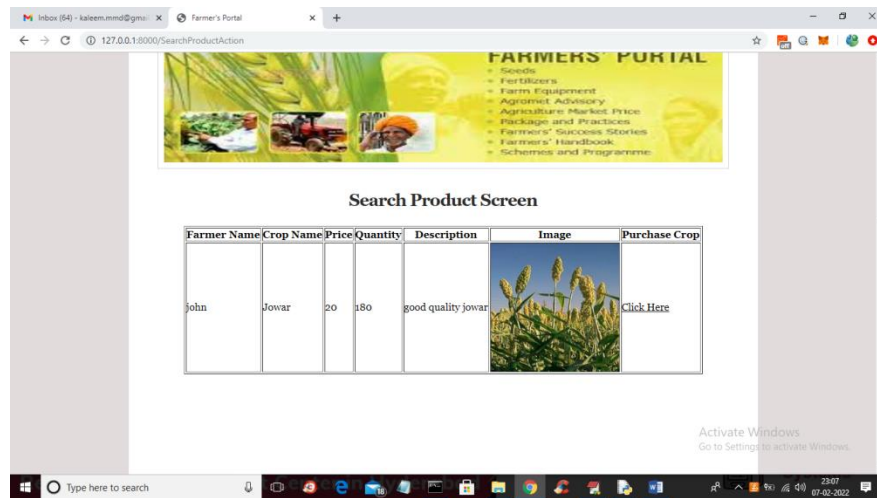 Inbox (64) - kaleem.mmd@gmai
Farmer's Portal
127.0.0.1:8000/SearchProductAction
FARMERS' PORTAL
Seeds
Fertilizers
Farm Equipment
Agromet Advisory
Agriculture Market Price
Package and Practices
Farmers' Success Stories
Farmers' Handbook
Schemes and Programme
Search Product Screen
Farmer Name Crop Name Price Quantity Description Image Purchase Crop
john Jowar 20 180 good quality jowar Click Here
Activate Windows
Go to Settings to activate Windows.
Type here to search
18
23:07
07-02-2022